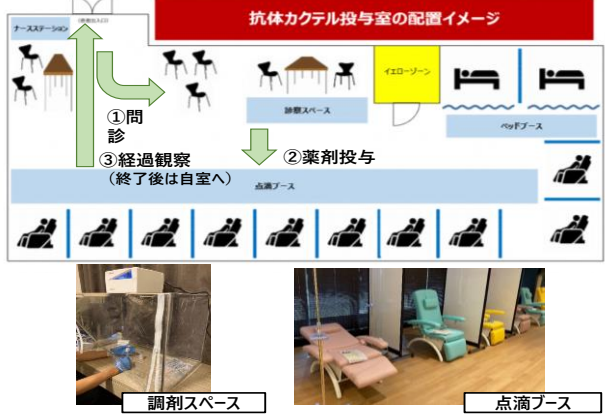 抗体カクテル投与室の配置イメージ
ナースステーション
イエローゾーン
①問
診
診察スペース
ベッドブース
②薬剤投与
③経過観察
（終了後は自室へ）
点滴ブース
調剤スペース
点滴ブース